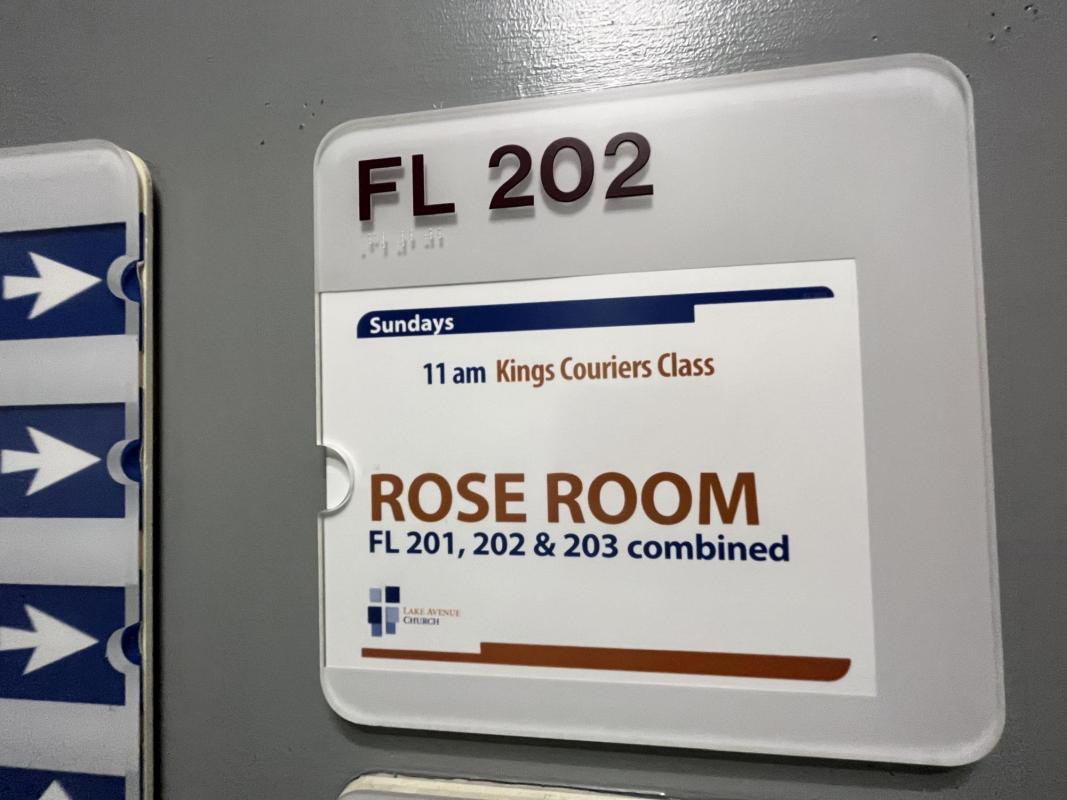 FL 202
Sundays
11 am Kings Couriers Class
ROSE ROOM
FL 201, 202 & 203 combined
LAKE AVENUE
CHURCH